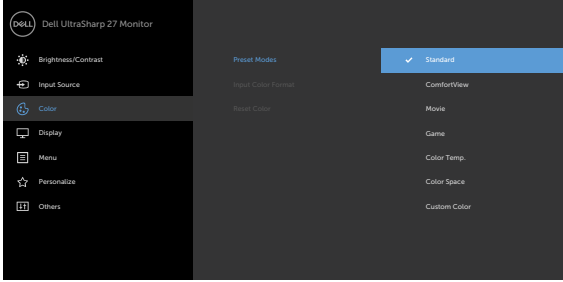 DELL Dell UltraSharp 27 Monitor
Brightness/Contrast Preset Modes Standard
Input Source Input Color Format ComfortView
Color Reset Color Movie
Display Game
Menu Color Temp.
Personalize Color Space
Others Custom Color